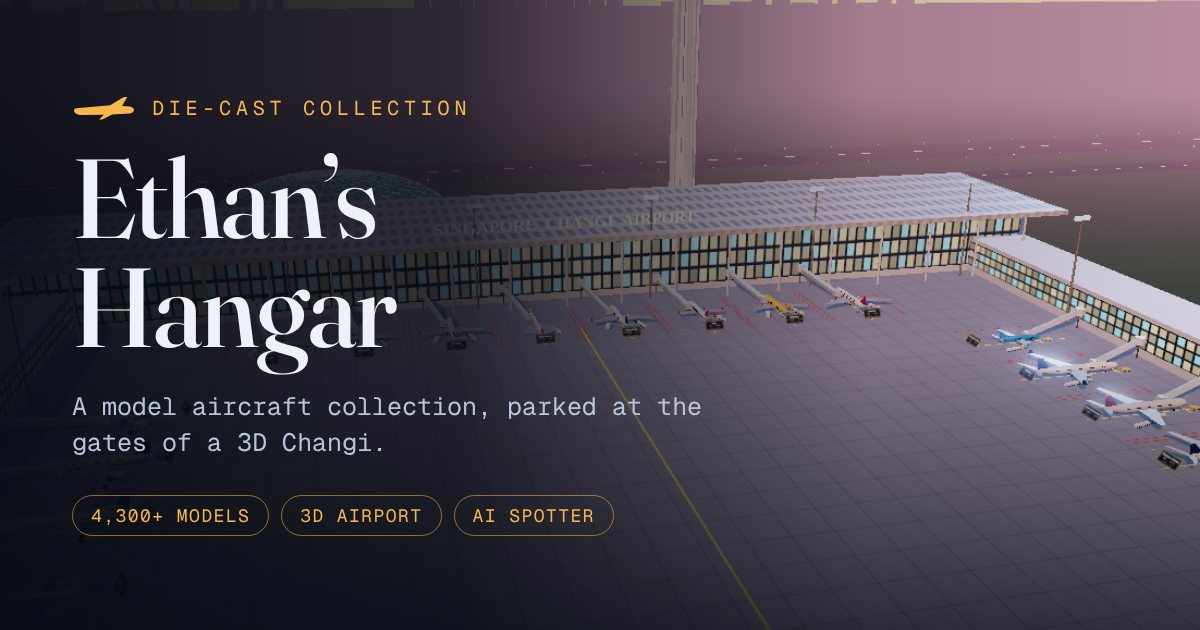 DIE-CAST COLLECTION
Ethan’s
Hangar
SINGAPORE CHANGI AIRPORT
A model aircraft collection, parked at the
gates of a 3D Changi.
4,300+ MODELS
3D AIRPORT
AI SPOTTER